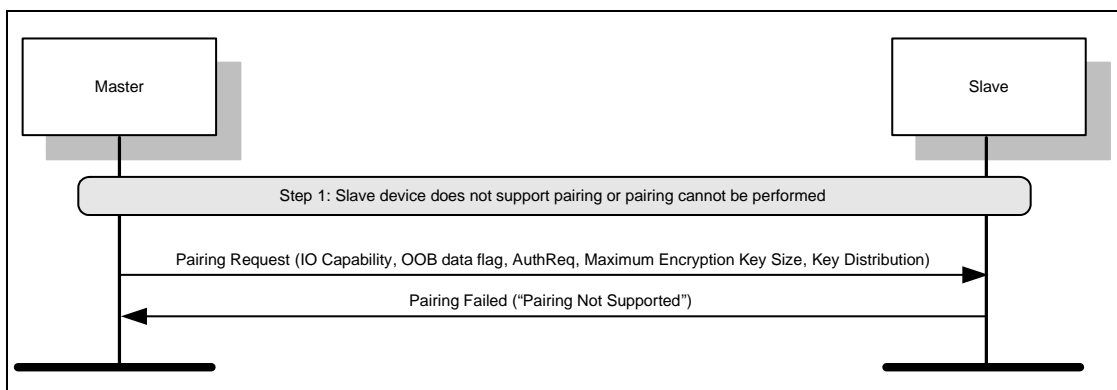 Master
Slave
Step 1: Slave device does not support pairing or pairing cannot be performed
Pairing Request (IO Capability, OOB data flag, AuthReq, Maximum Encryption Key Size, Key Distribution)
Pairing Failed (“Pairing Not Supported”)